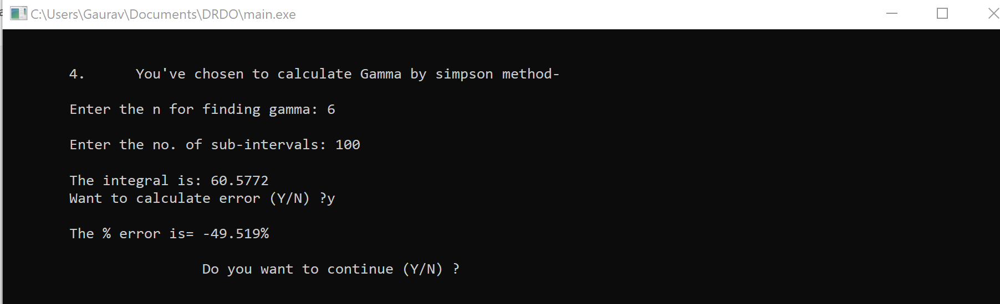 C:\Users\Gaurav\Documents\DRDO\main.exe
4. You've chosen to calculate Gamma by simpson method-
Enter the n for finding gamma: 6
Enter the no. of sub-intervals: 100
The integral is: 60.5772
Want to calculate error (Y/N) ?y
The % error is= -49.519%
Do you want to continue (Y/N) ?